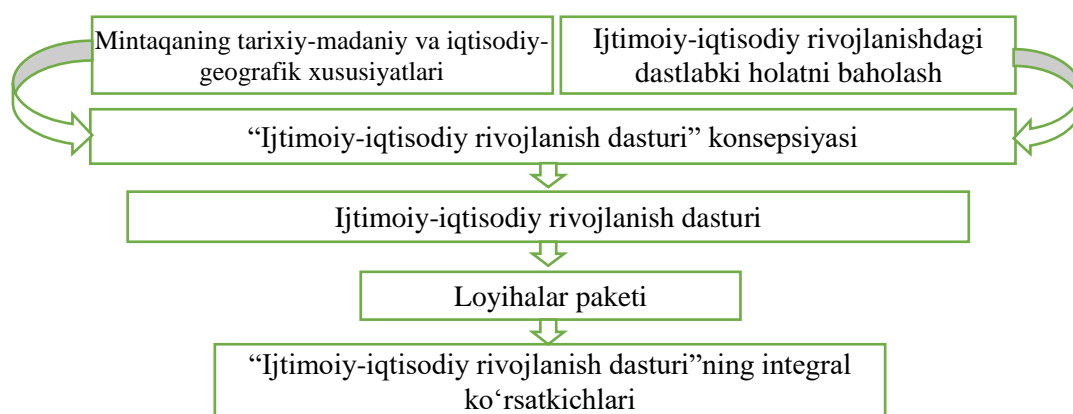 Mintaqaning tarixiy-madaniy va iqtisodiy-
geografik xususiyatlari
Ijtimoiy-iqtisodiy rivojlanishdagi
dastlabki holatni baholash
“Ijtimoiy-iqtisodiy rivojlanish dasturi” konsepsiyasi
Ijtimoiy-iqtisodiy rivojlanish dasturi
Loyihalar paketi
“Ijtimoiy-iqtisodiy rivojlanish dasturi”ning integral
ko‘rsatkichlari